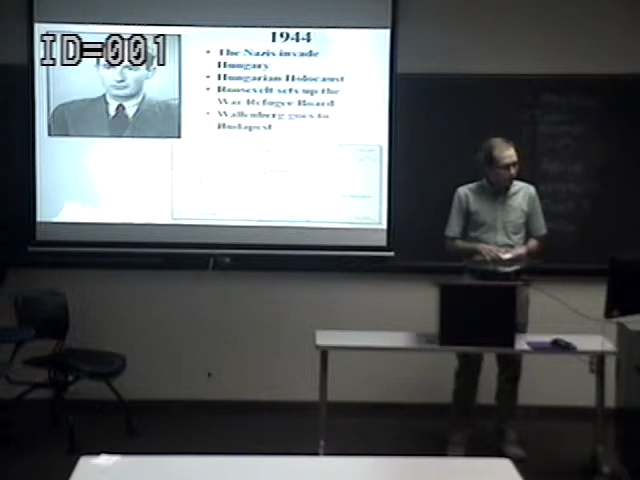 ID=001
1944
• The Nazis invade
Hungary
• Hungarian Holocaust
• Roosevelt sets up the
War Refugee Board
• Wallenberg goes to
Budapest